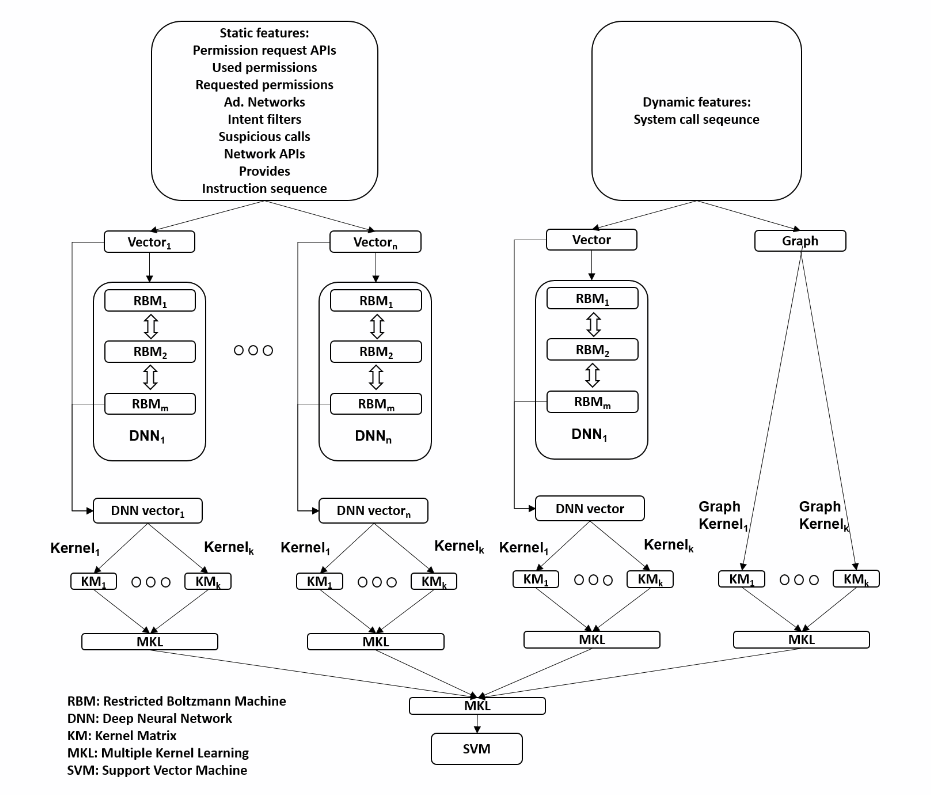 Static features:
Permission request APIs
Used permissions
Requested permissions
Ad. Networks
Intent filters
Suspicious calls
Network APIs
Provides
Instruction sequence
Dynamic features:
System call seqeunce
Vector1
Vectorn
Vector
Graph
RBM1
RBM1
RBM1
RBM2
RBM2
RBM2
RBMm
RBMm
RBMm
DNN1
DNNn
DNN1
DNN vector1
DNN vectorn
DNN vector
Graph
Kernel1
Graph
Kernelk
Kernel1
Kernelk
Kernel1
Kernelk
Kernel1
Kernelk
KM1
KMk
KM1
KMk
KM1
KMk
KM1
KMk
MKL
MKL
MKL
MKL
MKL
SVM
RBM: Restricted Boltzmann Machine
DNN: Deep Neural Network
KM: Kernel Matrix
MKL: Multiple Kernel Learning
SVM: Support Vector Machine